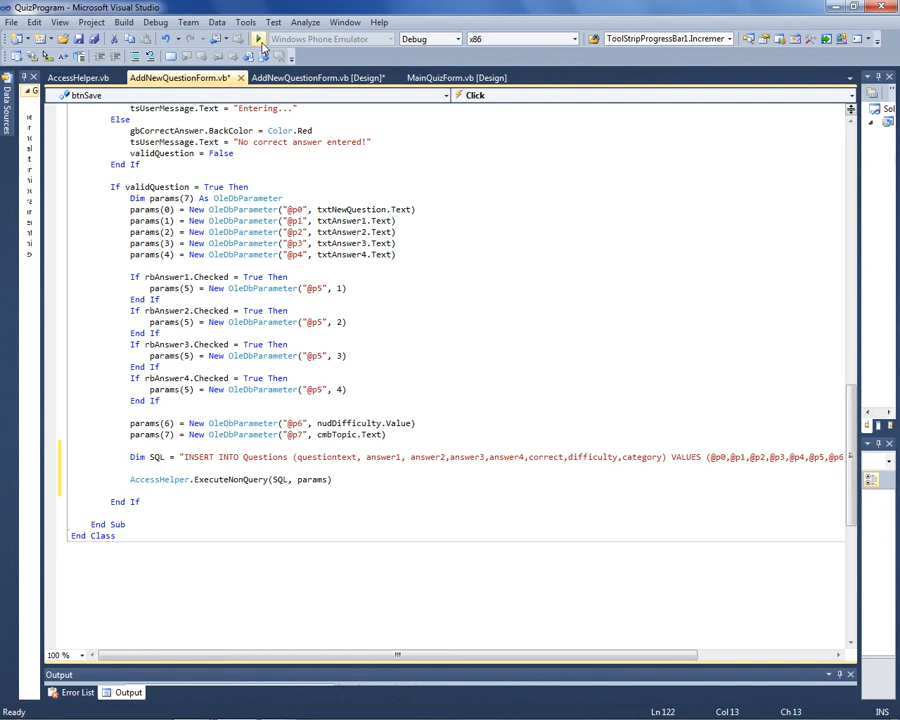 QuizProgram - Microsoft Visual Studio
File Edit View Project Build Debug Team Data Tools Test Analyze Window Help
Windows Phone Emulator Debug x86 ToolStripProgressBar1.Incremer
AccessHelper.vb AddNewQuestionForm.vb* AddNewQuestionForm.vb [Design]* MainQuizForm.vb [Design]
btnSave Click
Data Sources
G
Sol
tsUserMessage.Text = "Entering..."
Else
gbCorrectAnswer.BackColor = Color.Red
tsUserMessage.Text = "No correct answer entered!"
validQuestion = False
End If
If validQuestion = True Then
Dim params(7) As OleDbParameter
params(0) = New OleDbParameter("@p0", txtNewQuestion.Text)
params(1) = New OleDbParameter("@p1", txtAnswer1.Text)
params(2) = New OleDbParameter("@p2", txtAnswer2.Text)
params(3) = New OleDbParameter("@p3", txtAnswer3.Text)
params(4) = New OleDbParameter("@p4", txtAnswer4.Text)
If rbAnswer1.Checked = True Then
params(5) = New OleDbParameter("@p5", 1)
End If
If rbAnswer2.Checked = True Then
params(5) = New OleDbParameter("@p5", 2)
End If
If rbAnswer3.Checked = True Then
params(5) = New OleDbParameter("@p5", 3)
End If
If rbAnswer4.Checked = True Then
params(5) = New OleDbParameter("@p5", 4)
End If
params(6) = New OleDbParameter("@p6", nudDifficulty.Value)
params(7) = New OleDbParameter("@p7", cmbTopic.Text)
Dim SQL = "INSERT INTO Questions (questiontext, answer1, answer2,answer3,answer4,correct,difficulty,category) VALUES (@p0,@p1,@p2,@p3,@p4,@p5,@p6
AccessHelper.ExecuteNonQuery(SQL, params)
End If
End Sub
End Class
100 %
Output
Error List Output
Ready Ln 122 Col 13 Ch 13 INS